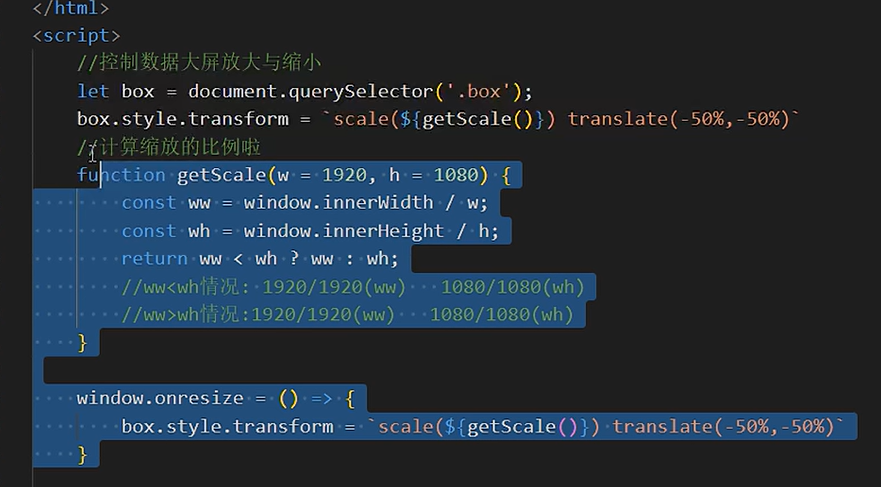 </html>
<script>
//控制数据大屏放大与缩小
let box = document.querySelector('.box');
box.style.transform = `scale(${getScale()}) translate(-50%,-50%)`
//计算缩放的比例啦
function getScale(w = 1920, h = 1080) {
const ww = window.innerWidth / w;
const wh = window.innerHeight / h;
return ww < wh ? ww : wh;
//ww<wh情况: 1920/1920(ww)   1080/1080(wh)
//ww>wh情况:1920/1920(ww)   1080/1080(wh)
}
window.onresize = () => {
box.style.transform = `scale(${getScale()}) translate(-50%,-50%)`
}